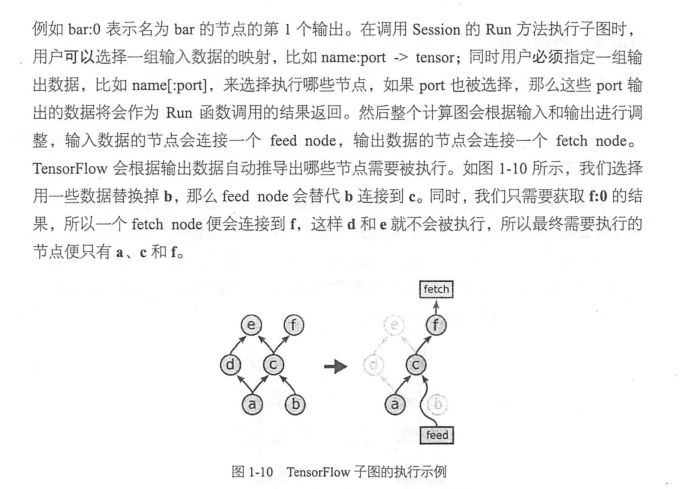 例如 bar:0 表示名为 bar 的节点的第 1 个输出。在调用 Session 的 Run 方法执行子图时，
用户可以选择一组输入数据的映射，比如 name:port -> tensor；同时用户必须指定一组输
出数据，比如 name[:port]，来选择执行哪些节点，如果 port 也被选择，那么这些 port 输
出的数据将会作为 Run 函数调用的结果返回。然后整个计算图会根据输入和输出进行调
整，输入数据的节点会连接一个 feed node，输出数据的节点会连接一个 fetch node。
TensorFlow 会根据输出数据自动推导出哪些节点需要被执行。如图 1-10 所示，我们选择
用一些数据替换掉 b，那么 feed node 会替代 b 连接到 c。同时，我们只需要获取 f:0 的结
果，所以一个 fetch node 便会连接到 f，这样 d 和 e 就不会被执行，所以最终需要执行的
节点便只有 a、c 和 f。
fetch
e f e f
d c d c
a b a b
feed
图 1-10 TensorFlow 子图的执行示例